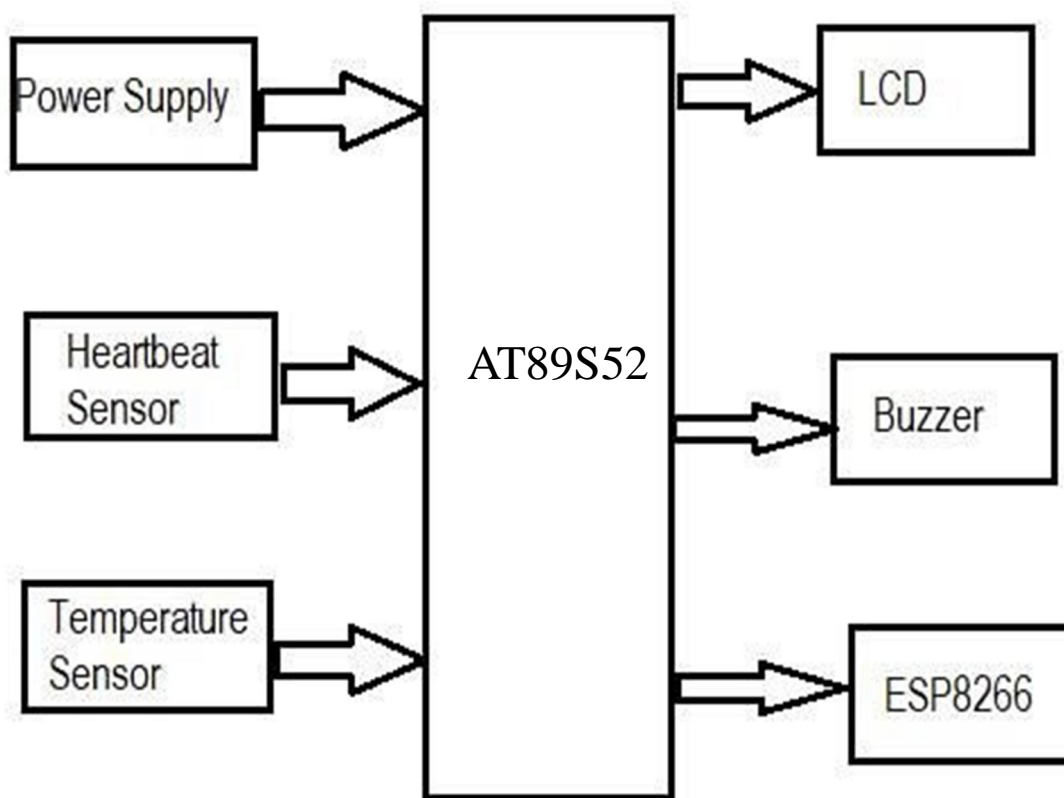 Power Supply
Heartbeat
Sensor
Temperature
Sensor
AT89S52
LCD
Buzzer
ESP8266